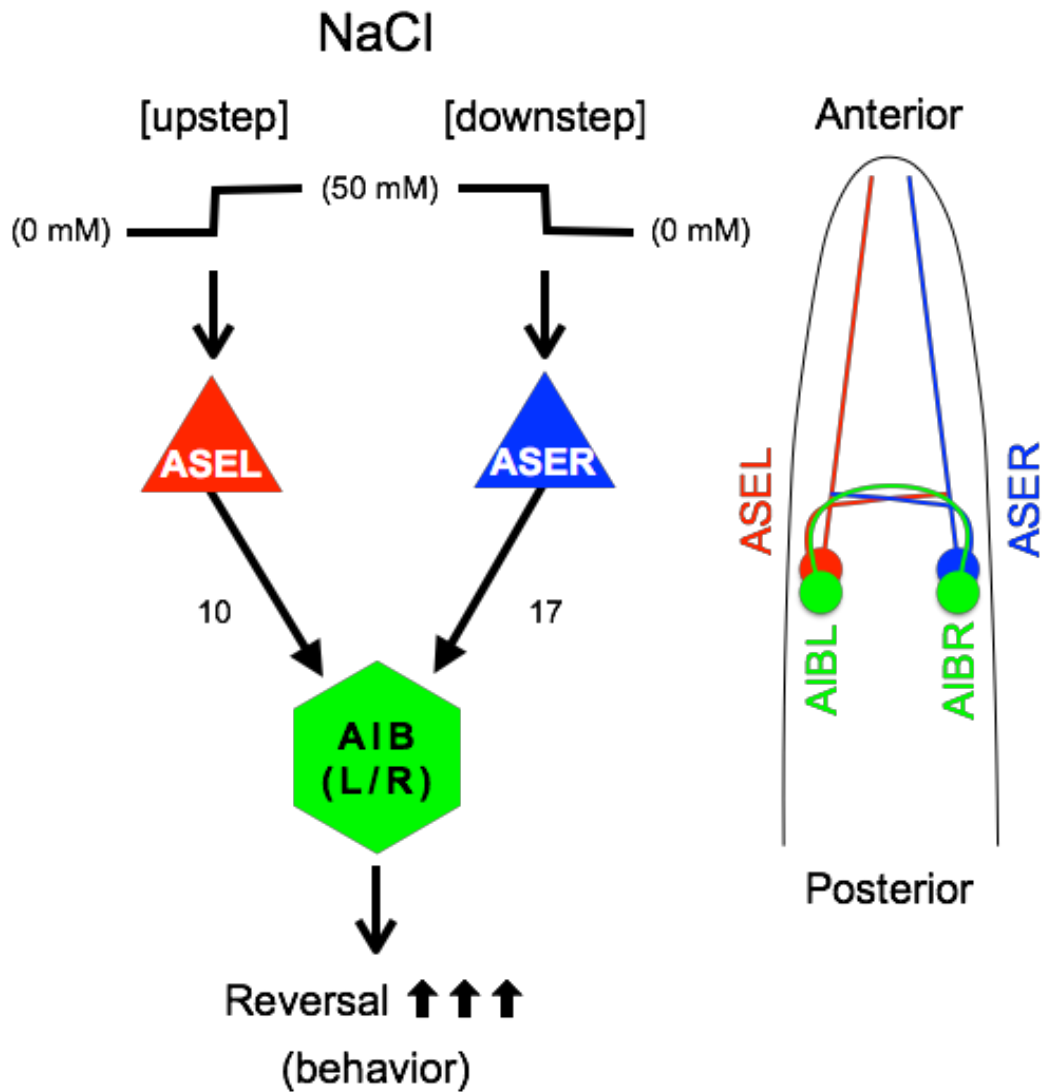 NaCl
[upstep]
[downstep]
(0 mM)
(50 mM)
(0 mM)
ASEL
ASER
10
17
AIB
(L/R)
Reversal
(behavior)
Anterior
ASEL
ASER
AIBL
AIBR
Posterior